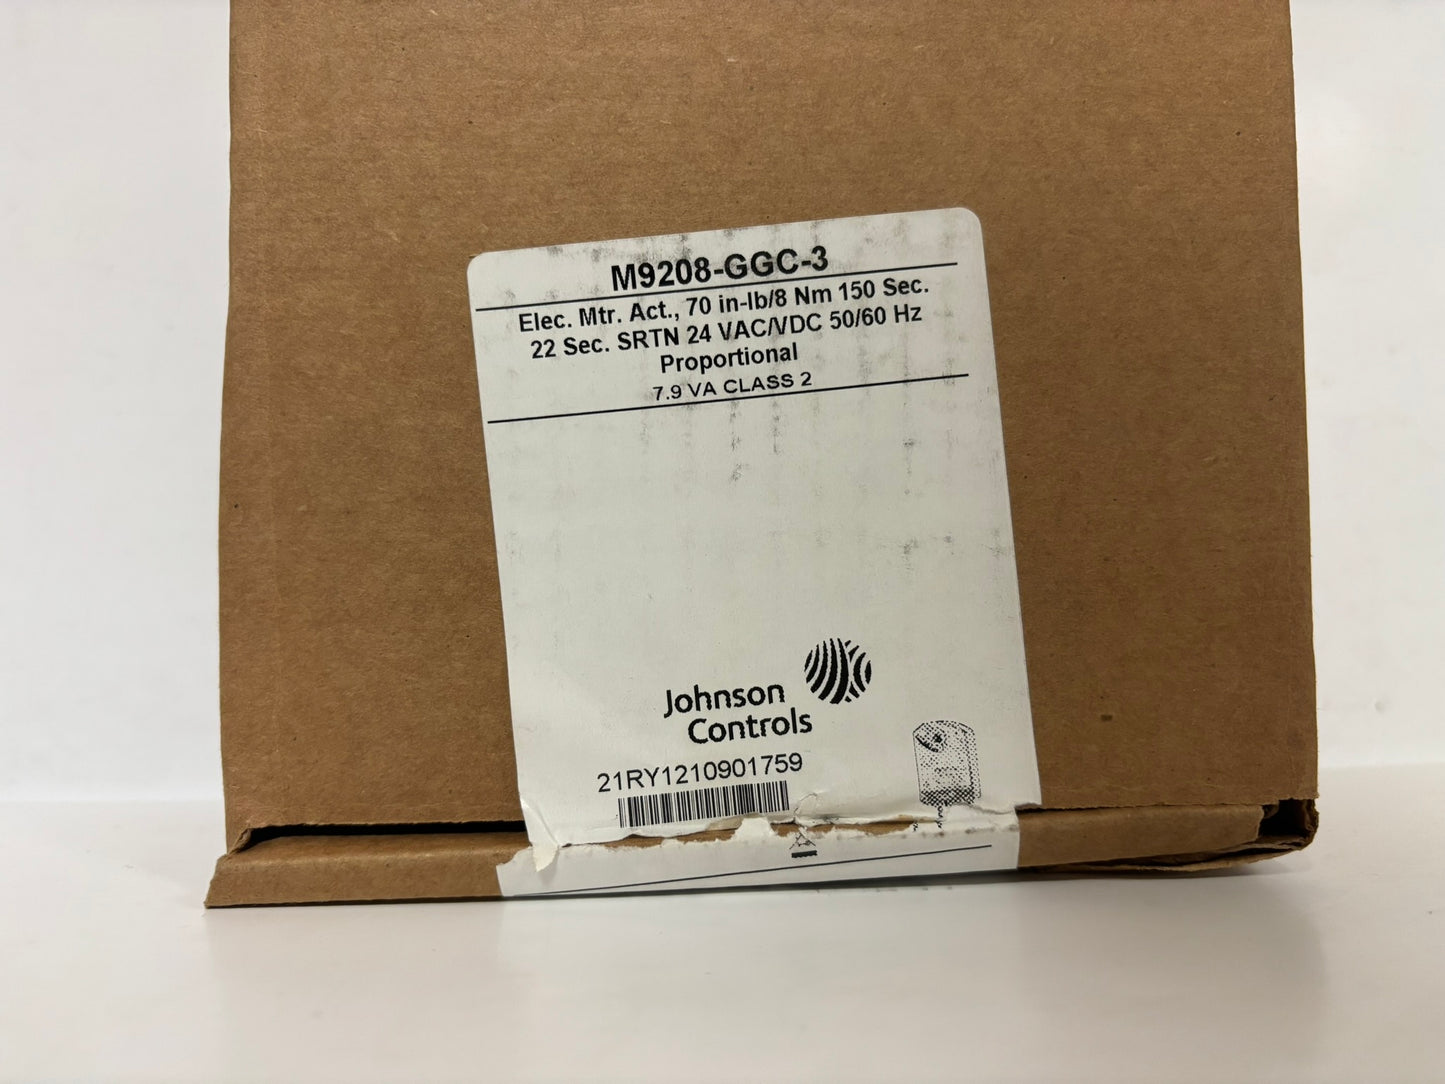 M9208-GGC-3
Elec. Mtr. Act., 70 in-lb/8 Nm 150 Sec.
22 Sec. SRTN 24 VAC/VDC 50/60 Hz
Proportional
7.9 VA CLASS 2
Johnson
Controls
21RY1210901759